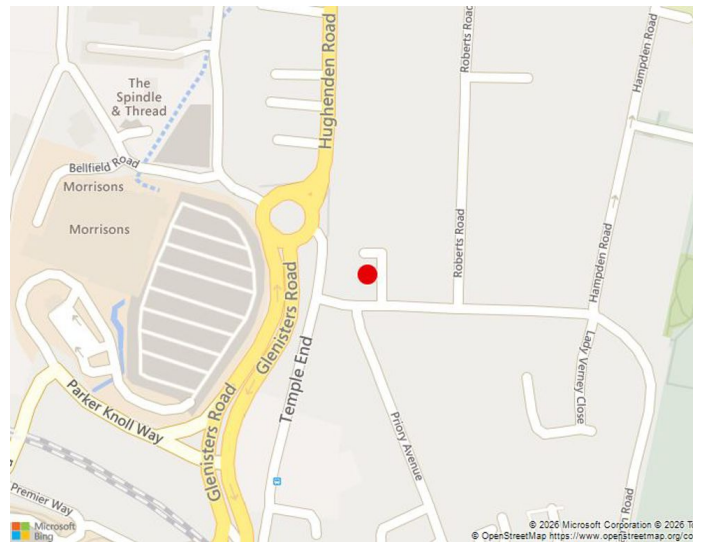 Hughenden Road
Roberts Road
Hampden Road
The
Spindle
& Thread
Bellfield Road
Morrisons
Morrisons
Roberts Road
Hampden Road
Glenisters Road
Temple End
Lady Verney Close
Parker Knoll Way
Glenisters Road
Priory Avenue
Premier Way
Microsoft
Bing
© 2026 Microsoft Corporation © 2026 T
© OpenStreetMap https://www.openstreetmap.org/co